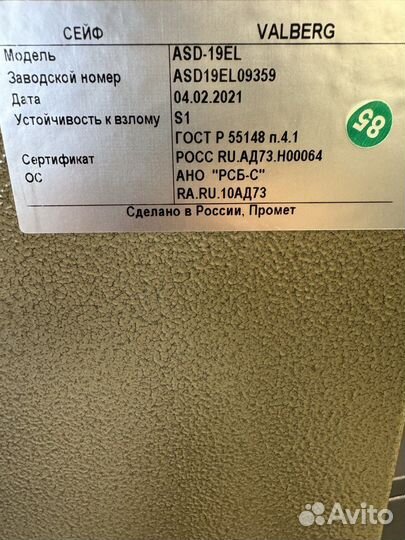 СЕЙФ VALBERG
Модель ASD-19EL
Заводской номер ASD19EL09359
Дата 04.02.2021
Устойчивость к взлому S1
ГОСТ Р 55148 п.4.1
Сертификат РОСС RU.АД73.Н00064
ОС АНО "РСБ-С"
RA.RU.10АД73
Сделано в России, Промет
85
Avito